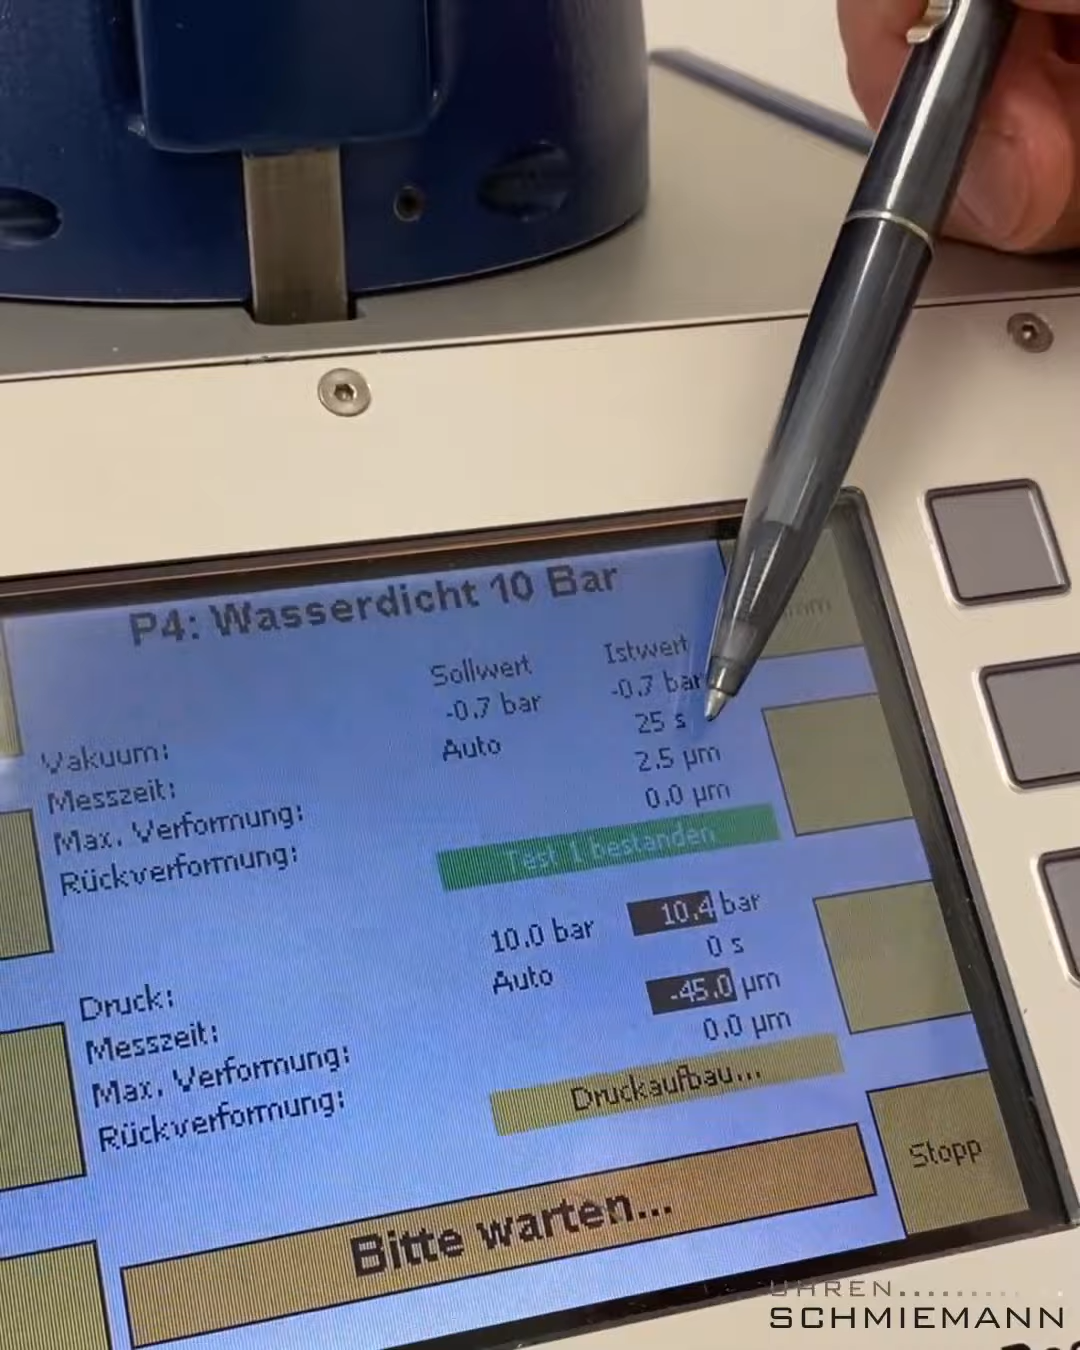 P4: Wasserdicht 10 Bar
Sollwert Istwert
Vakuum: -0.7 bar -0.7 bar
Messzeit: Auto 25 s
Max. Verformung: 2.5 µm
Rückverformung: 0.0 µm
Test 1 bestanden
Druck: 10.0 bar 10.4 bar
Messzeit: Auto 0 s
Max. Verformung: -45.0 µm
Rückverformung: 0.0 µm
Druckaufbau...
Stopp
Bitte warten...
UHREN
SCHMIEMANN